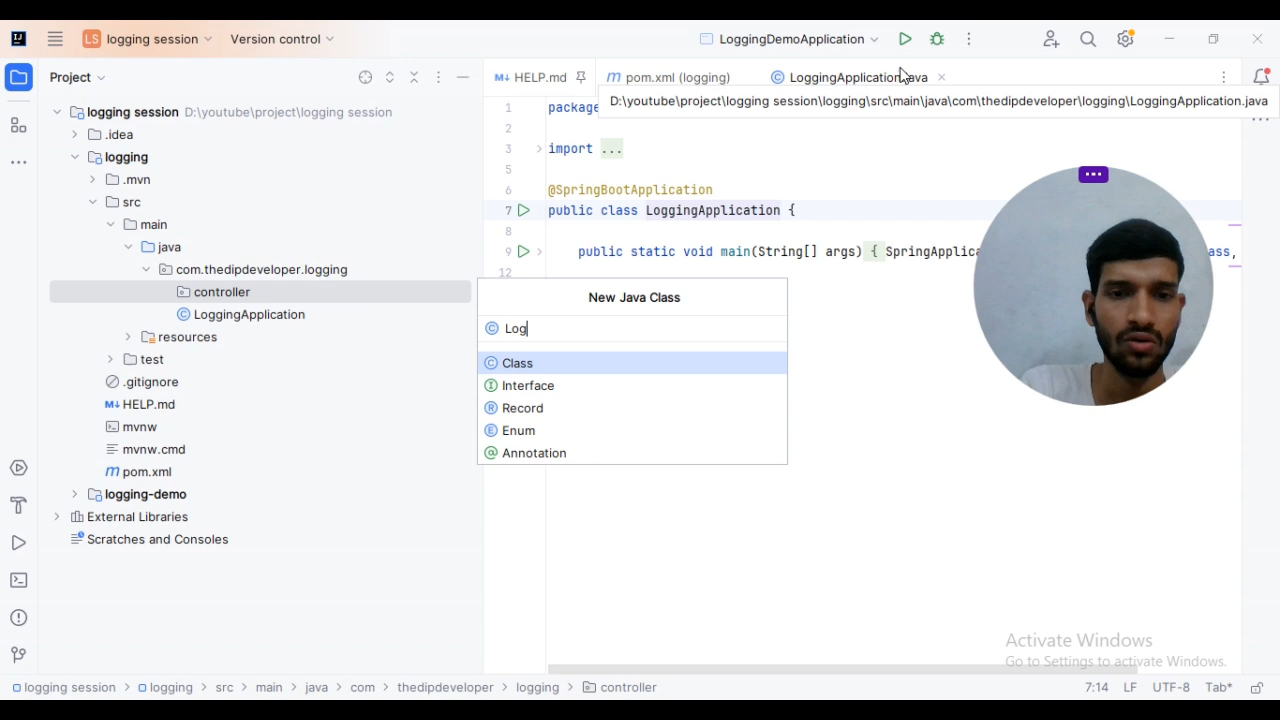 LS logging session
Version control
LoggingDemoApplication
Project
M↓ HELP.md
pom.xml (logging)
LoggingApplication.java
D:\youtube\project\logging session\logging\src\main\java\com\thedipdeveloper\logging\LoggingApplication.java
logging session D:\youtube\project\logging session
.idea
logging
.mvn
src
main
java
com.thedipdeveloper.logging
controller
LoggingApplication
resources
test
.gitignore
M↓ HELP.md
mvnw
mvnw.cmd
pom.xml
logging-demo
External Libraries
Scratches and Consoles
1 package
2
3 import ...
5
6 @SpringBootApplication
7 public class LoggingApplication {
8
9 public static void main(String[] args) { SpringApplica ass,
12
New Java Class
Log
Class
Interface
Record
Enum
Annotation
Activate Windows
Go to Settings to activate Windows.
logging session > logging > src > main > java > com > thedipdeveloper > logging > controller
7:14 LF UTF-8 Tab*